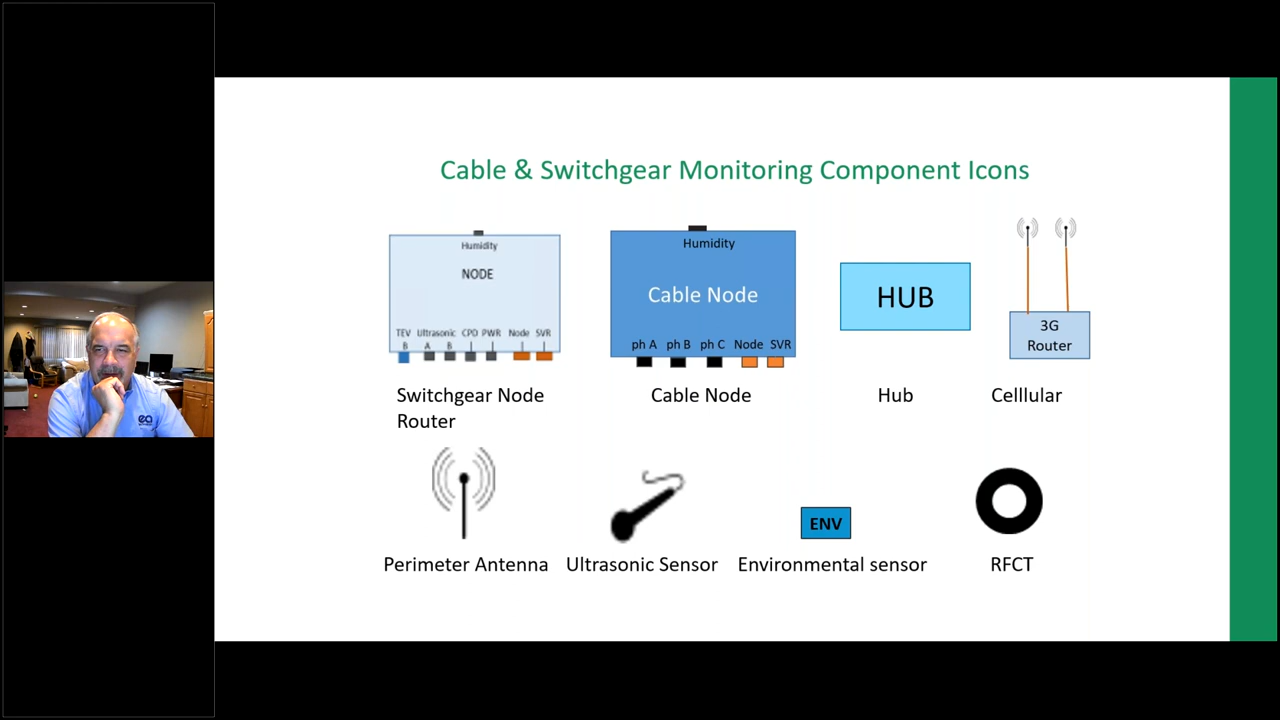 Cable & Switchgear Monitoring Component Icons
Humidity
NODE
TEV Ultrasonic CPD PWR Node SVR
B A B
Humidity
Cable Node
ph A ph B ph C Node SVR
HUB
3G
Router
Switchgear Node
Router
Cable Node
Hub
Celllular
ENV
Perimeter Antenna
Ultrasonic Sensor
Environmental sensor
RFCT
ea